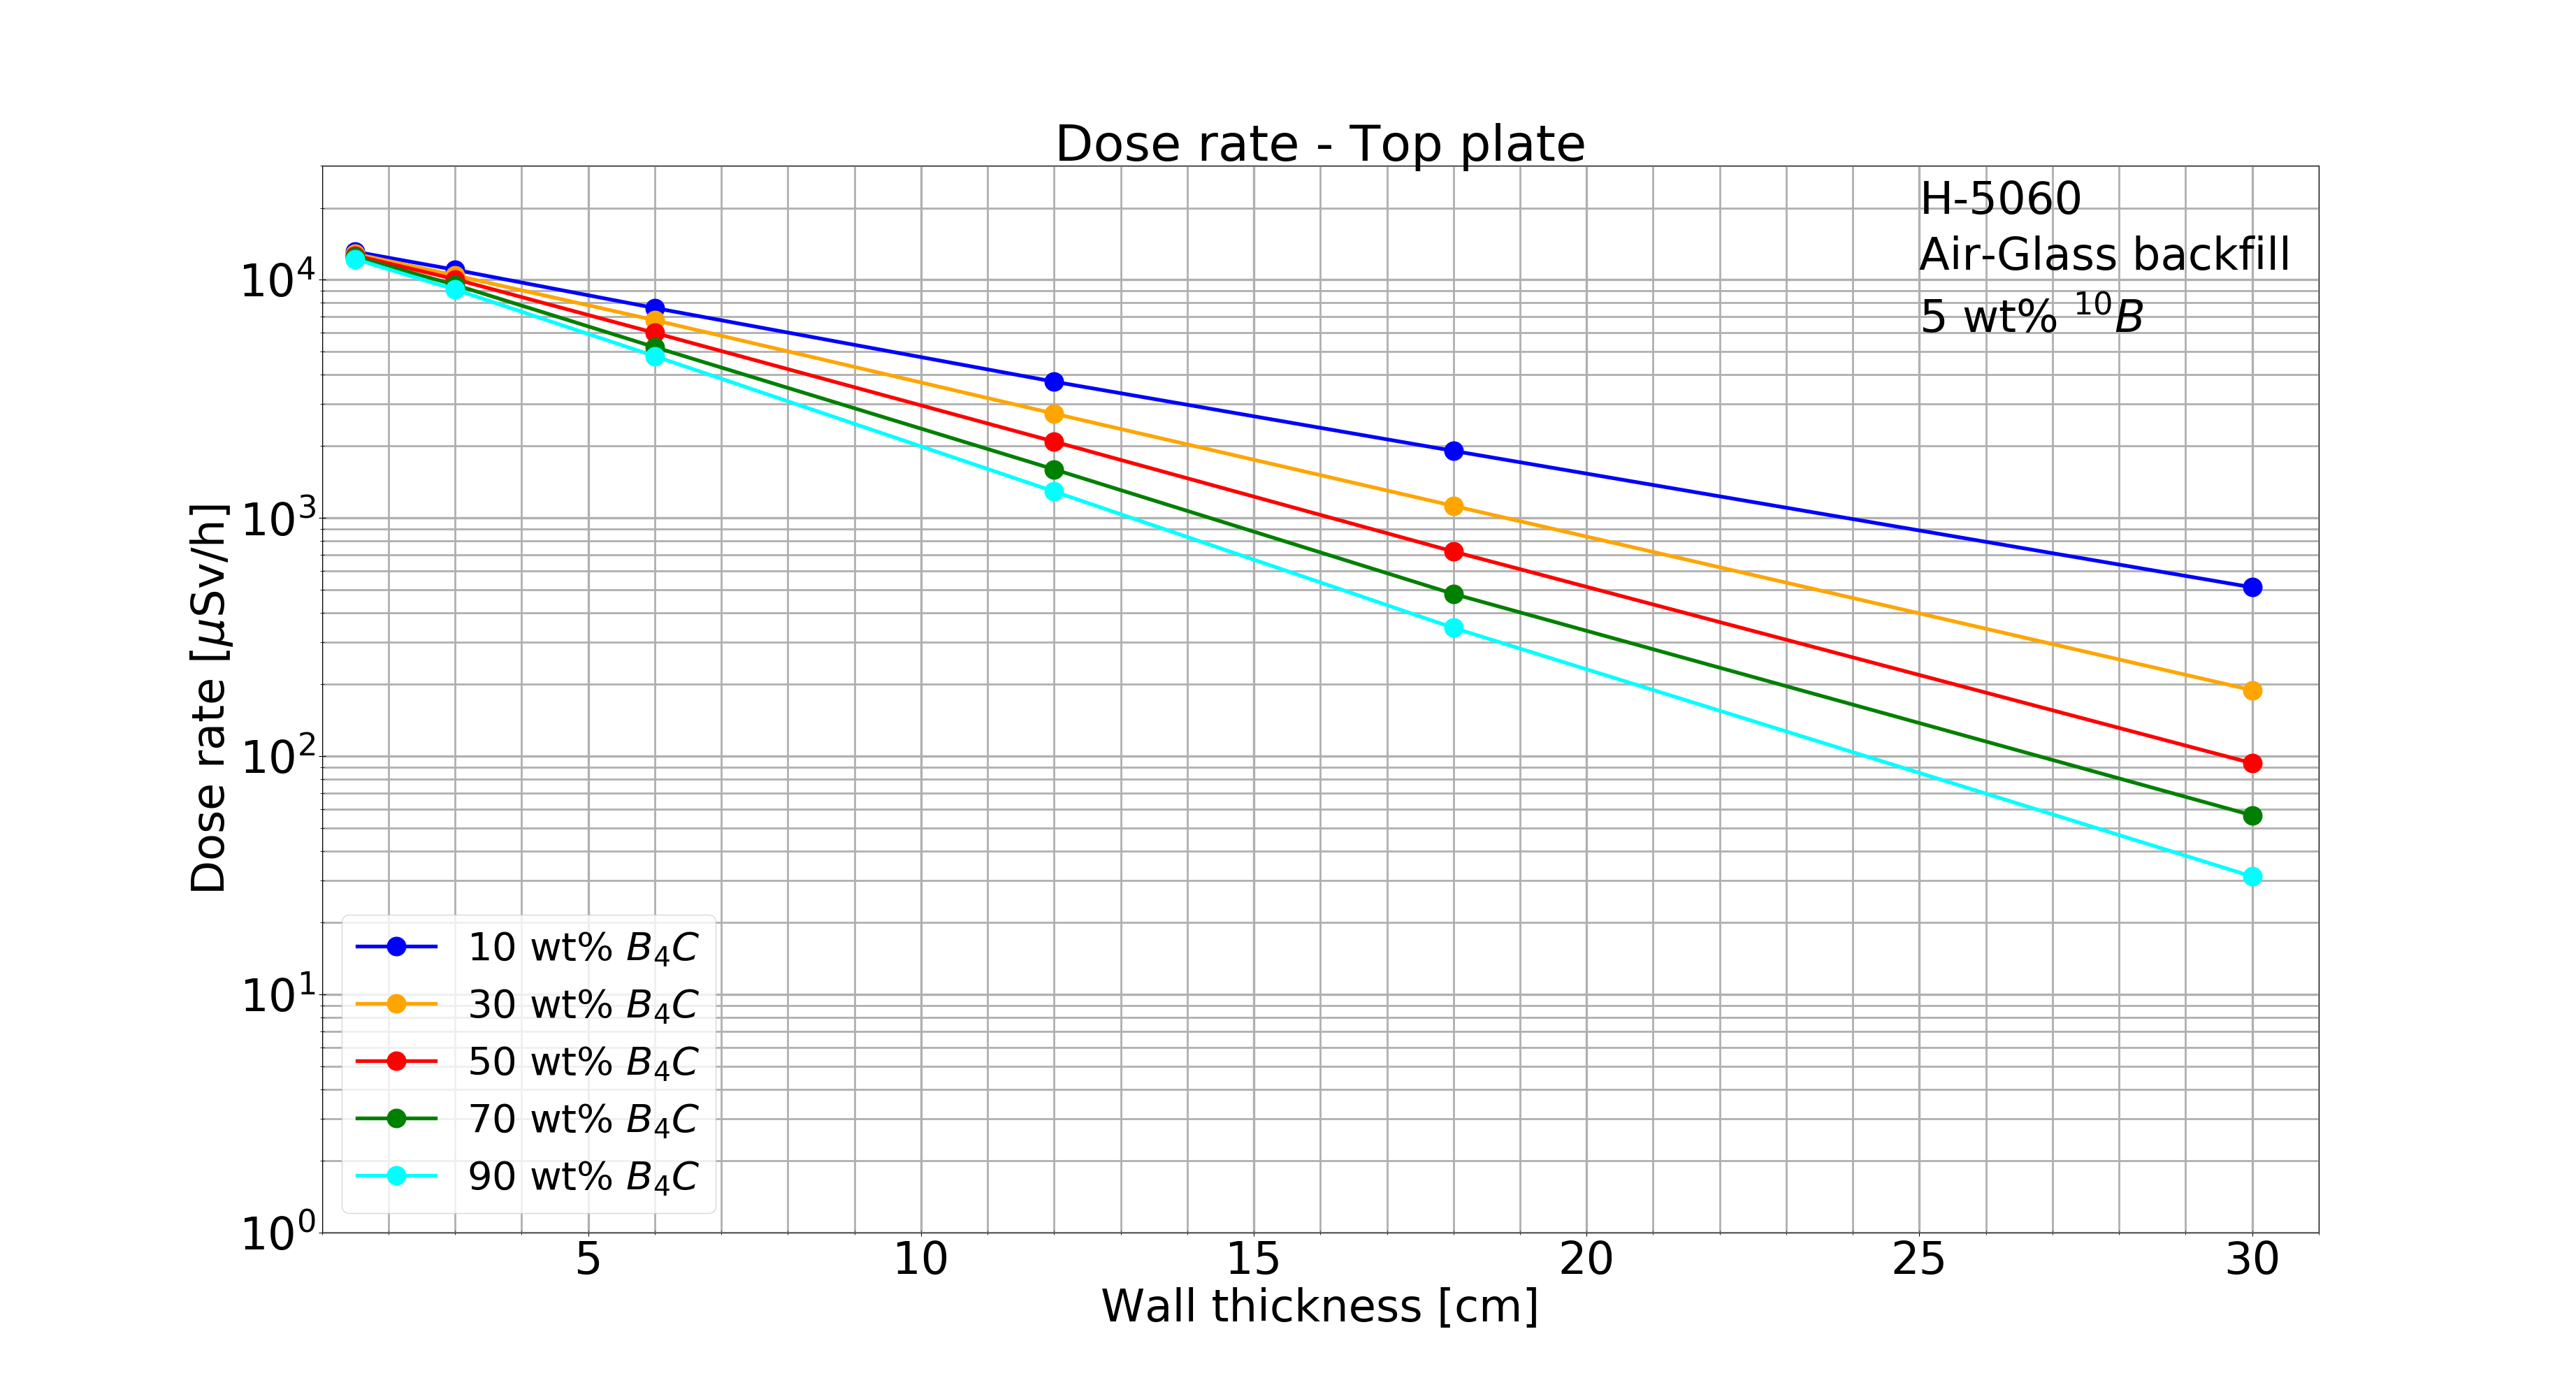 Dose rate - Top plate
H-5060
Air-Glass backfill
5 wt% ¹⁰B
Dose rate [μSv/h]
10⁴
10³
10²
10¹
10⁰
10 wt% B₄C
30 wt% B₄C
50 wt% B₄C
70 wt% B₄C
90 wt% B₄C
5 10 15 20 25 30
Wall thickness [cm]